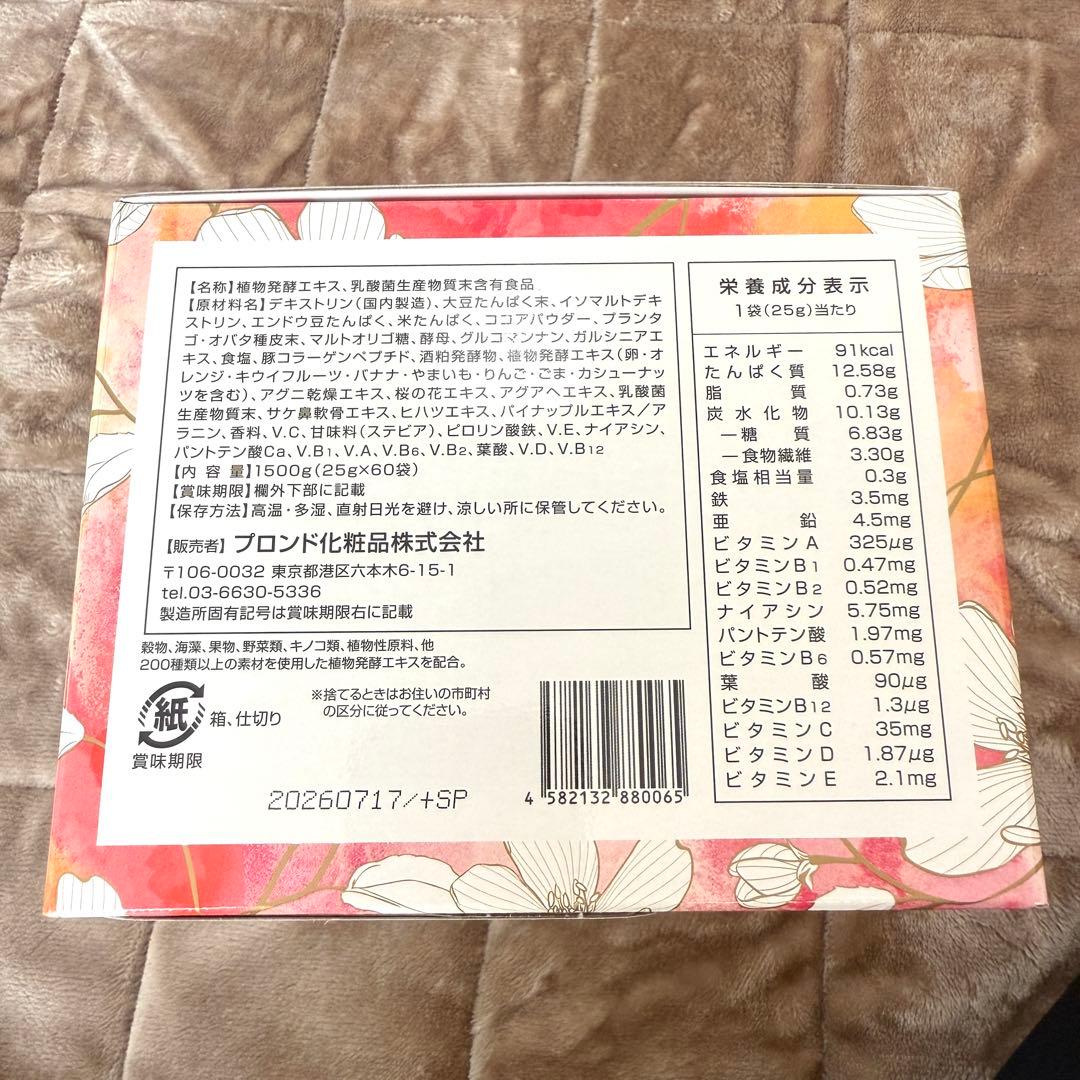 【名称】植物発酵エキス、乳酸菌生産物質末含有食品
【原材料名】デキストリン(国内製造)、大豆たんぱく末、イソマルトデキ
ストリン、エンドウ豆たんぱく、米たんぱく、ココアパウダー、プランタ
ゴ・オバタ種皮末、マルトオリゴ糖、酵母、グルコマンナン、ガルシニアエ
キス、食塩、豚コラーゲンペプチド、酒粕発酵物、植物発酵エキス(卵・オ
レンジ・キウイフルーツ・バナナ・やまいも・りんご・ごま・カシューナッ
ツを含む)、アグニ乾燥エキス、桜の花エキス、アグアヘエキス、乳酸菌
生産物質末、サケ鼻軟骨エキス、ヒハツエキス、パイナップルエキス/ア
ラニン、香料、V.C、甘味料(ステビア)、ピロリン酸鉄、V.E、ナイアシン、
パントテン酸Ca、V.B1、V.A、V.B6、V.B2、葉酸、V.D、V.B12
【内容量】1500g(25g×60袋)
【賞味期限】欄外下部に記載
【保存方法】高温・多湿、直射日光を避け、涼しい所に保管してください。
【販売者】プロンド化粧品株式会社
〒106-0032 東京都港区六本木6-15-1
tel.03-6630-5336
製造所固有記号は賞味期限右に記載
穀物、海藻、果物、野菜類、キノコ類、植物性原料、他
200種類以上の素材を使用した植物発酵エキスを配合。
紙 箱、仕切り
※捨てるときはお住いの市町村
の区分に従ってください。
賞味期限
20260717/+SP
4 582132 880065
栄養成分表示
1袋(25g)当たり
エネルギー 91kcal
たんぱく質 12.58g
脂質 0.73g
炭水化物 10.13g
―糖質 6.83g
―食物繊維 3.30g
食塩相当量 0.3g
鉄 3.5mg
亜鉛 4.5mg
ビタミンA 325μg
ビタミンB1 0.47mg
ビタミンB2 0.52mg
ナイアシン 5.75mg
パントテン酸 1.97mg
ビタミンB6 0.57mg
葉酸 90μg
ビタミンB12 1.3μg
ビタミンC 35mg
ビタミンD 1.87μg
ビタミンE 2.1mg